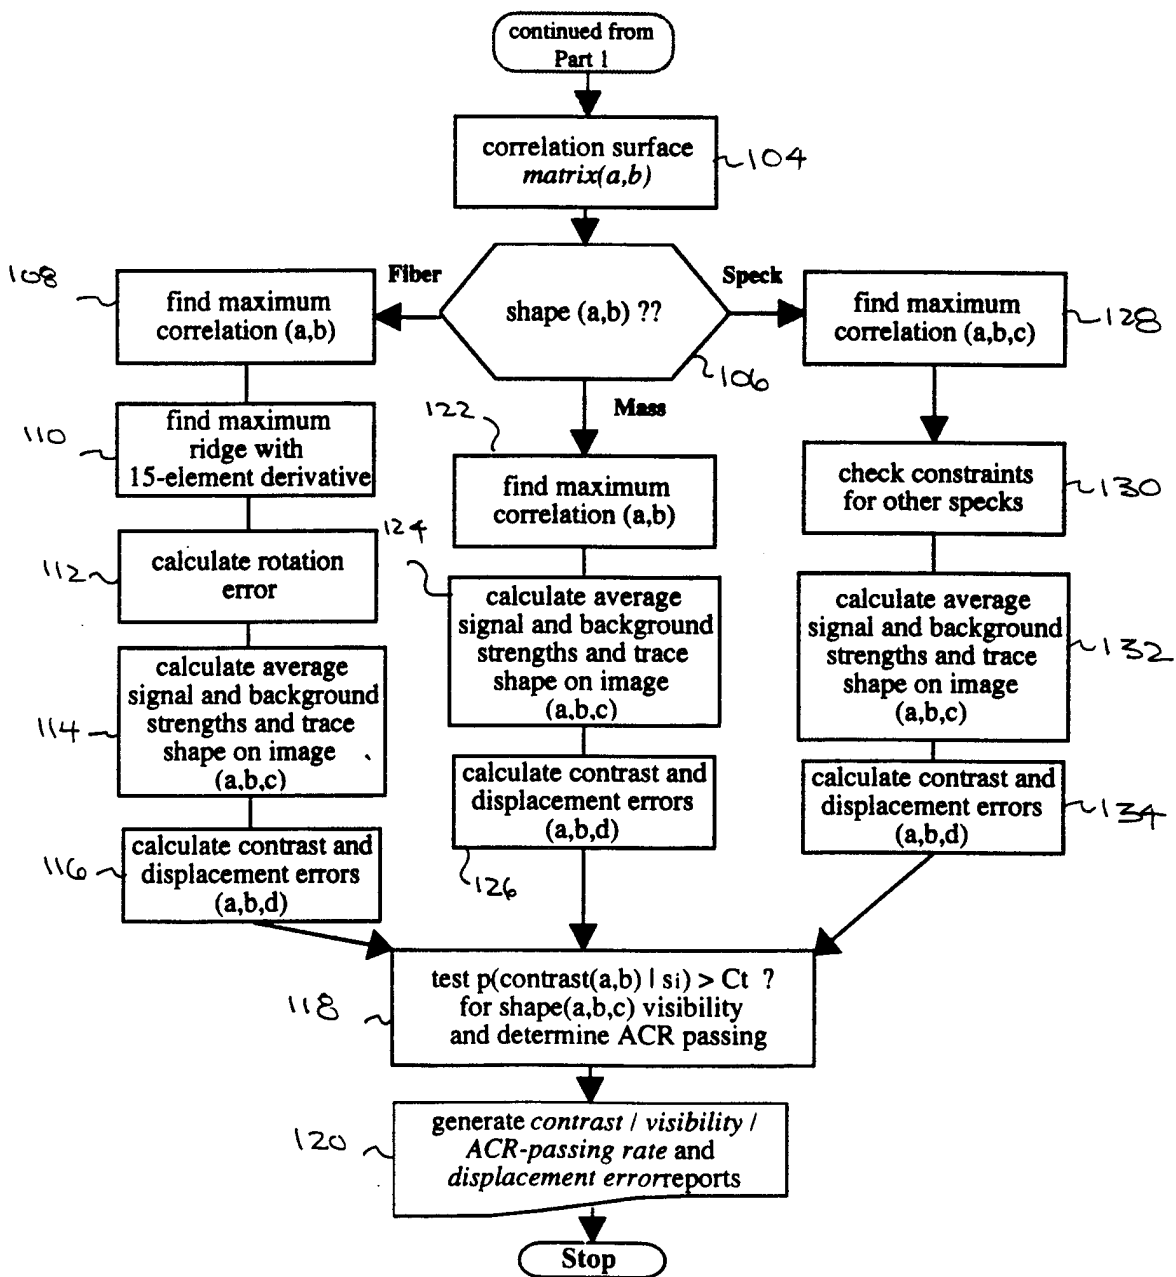 continued from
Part 1
correlation surface
matrix(a,b)
104
Fiber
shape (a,b) ??
Speck
106
Mass
108
find maximum
correlation (a,b)
110
find maximum
ridge with
15-element derivative
112
calculate rotation
error
114
calculate average
signal and background
strengths and trace
shape on image
(a,b,c)
116
calculate contrast and
displacement errors
(a,b,d)
122
find maximum
correlation (a,b)
124
calculate average
signal and background
strengths and trace
shape on image
(a,b,c)
calculate contrast and
displacement errors
(a,b,d)
126
find maximum
correlation (a,b,c)
128
check constraints
for other specks
130
calculate average
signal and background
strengths and trace
shape on image
(a,b,c)
132
calculate contrast and
displacement errors
(a,b,d)
134
118
test p(contrast(a,b) | si) > Ct ?
for shape(a,b,c) visibility
and determine ACR passing
120
generate contrast / visibility /
ACR-passing rate and
displacement errorreports
Stop